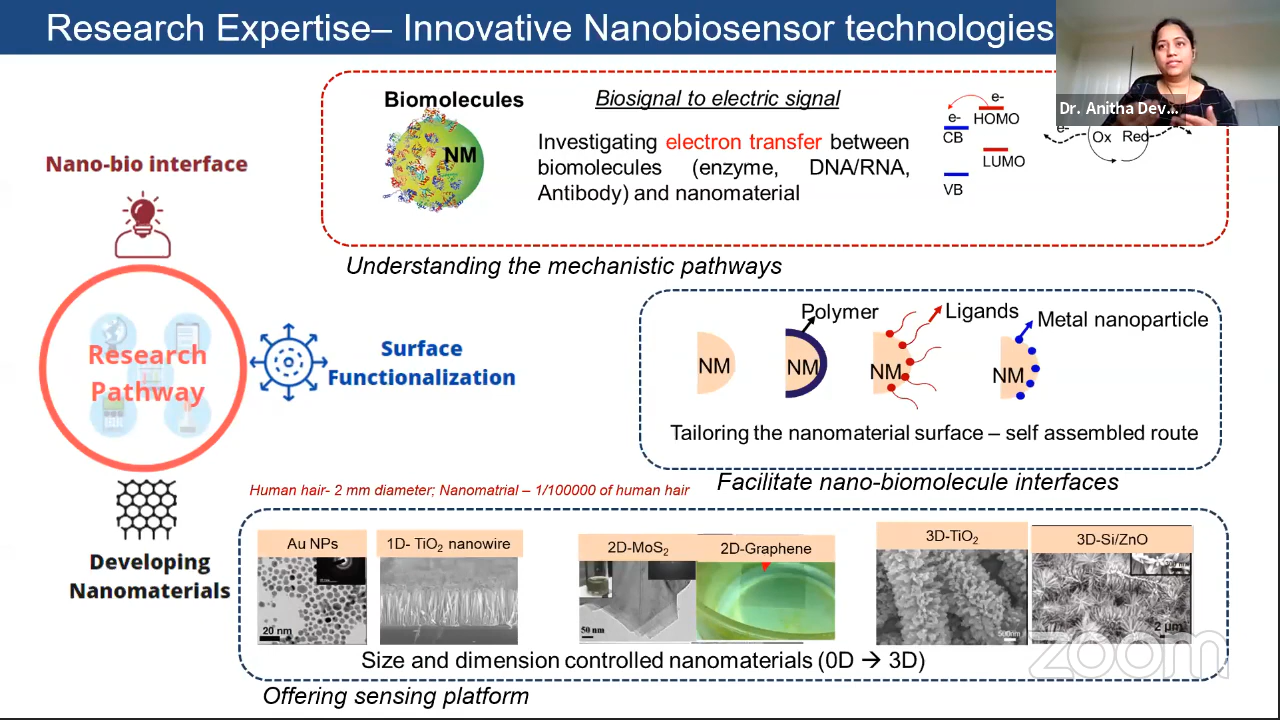 Research Expertise– Innovative Nanobiosensor technologies
Dr. Anitha Dev...
Nano-bio interface
Biomolecules
NM
Biosignal to electric signal
Investigating electron transfer between
biomolecules (enzyme, DNA/RNA,
Antibody) and nanomaterial
e-
e-
HOMO
CB
LUMO
VB
e-
Ox Red
Understanding the mechanistic pathways
Research
Pathway
Surface
Functionalization
Polymer
Ligands
Metal nanoparticle
NM
NM
NM
NM
Tailoring the nanomaterial surface – self assembled route
Facilitate nano-biomolecule interfaces
Human hair- 2 mm diameter; Nanomatrial – 1/100000 of human hair
Developing
Nanomaterials
Au NPs
20 nm
1D- TiO₂ nanowire
2D-MoS₂
50 nm
2D-Graphene
3D-TiO₂
500nm
3D-Si/ZnO
2 μm
Size and dimension controlled nanomaterials (0D → 3D)
Offering sensing platform
zoom